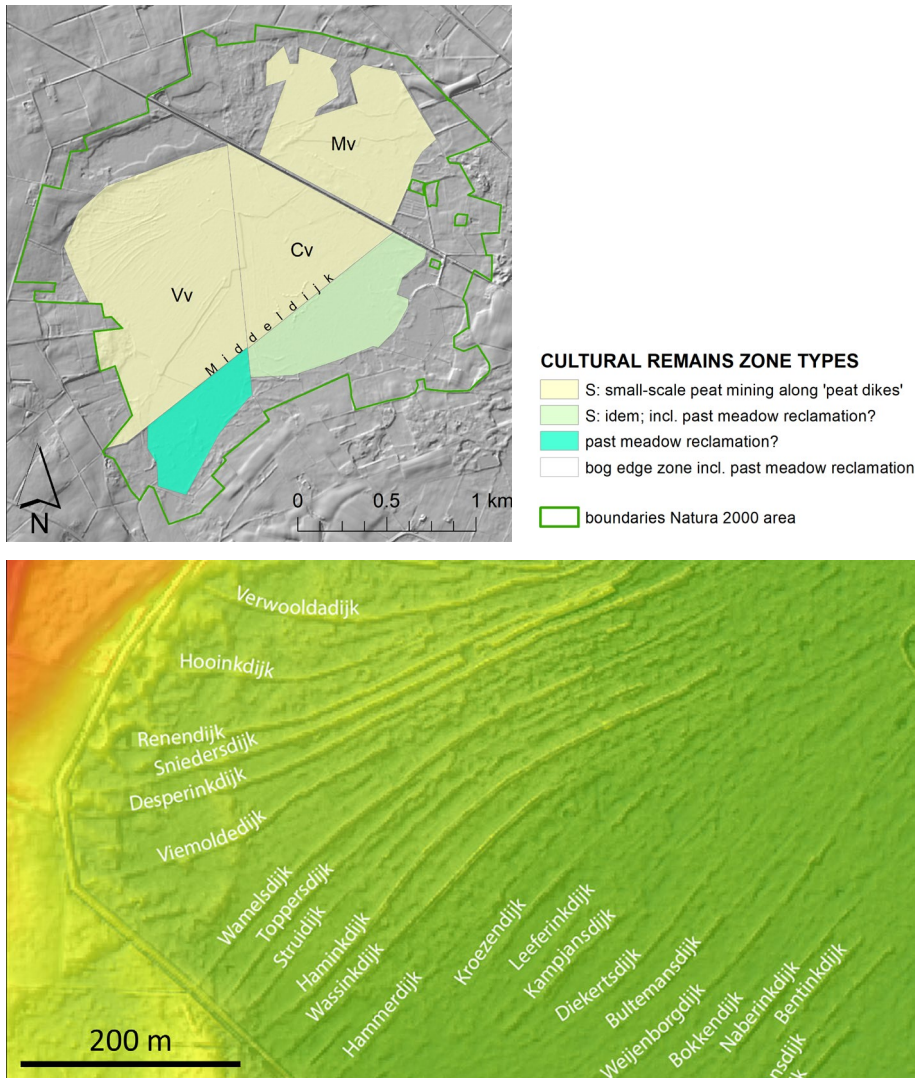 Mv
Cv
Vv
Middeldijk
N
0 0.5 1 km
CULTURAL REMAINS ZONE TYPES
S: small-scale peat mining along 'peat dikes'
S: idem; incl. past meadow reclamation?
past meadow reclamation?
bog edge zone incl. past meadow reclamation
boundaries Natura 2000 area
Verwooldadijk
Hooinkdijk
Renendijk
Sniedersdijk
Desperinkdijk
Viemoldedijk
Wamelsdijk
Toppersdijk
Struidijk
Haminkdijk
Wassinkdijk
Hammerdijk
Kroezendijk
Leeferinkdijk
Kampjansdijk
Diekertsdijk
Bultemansdijk
Weijenborgdijk
Bokkendijk
Naberinkdijk
Bentinkdijk
nsdijk
200 m